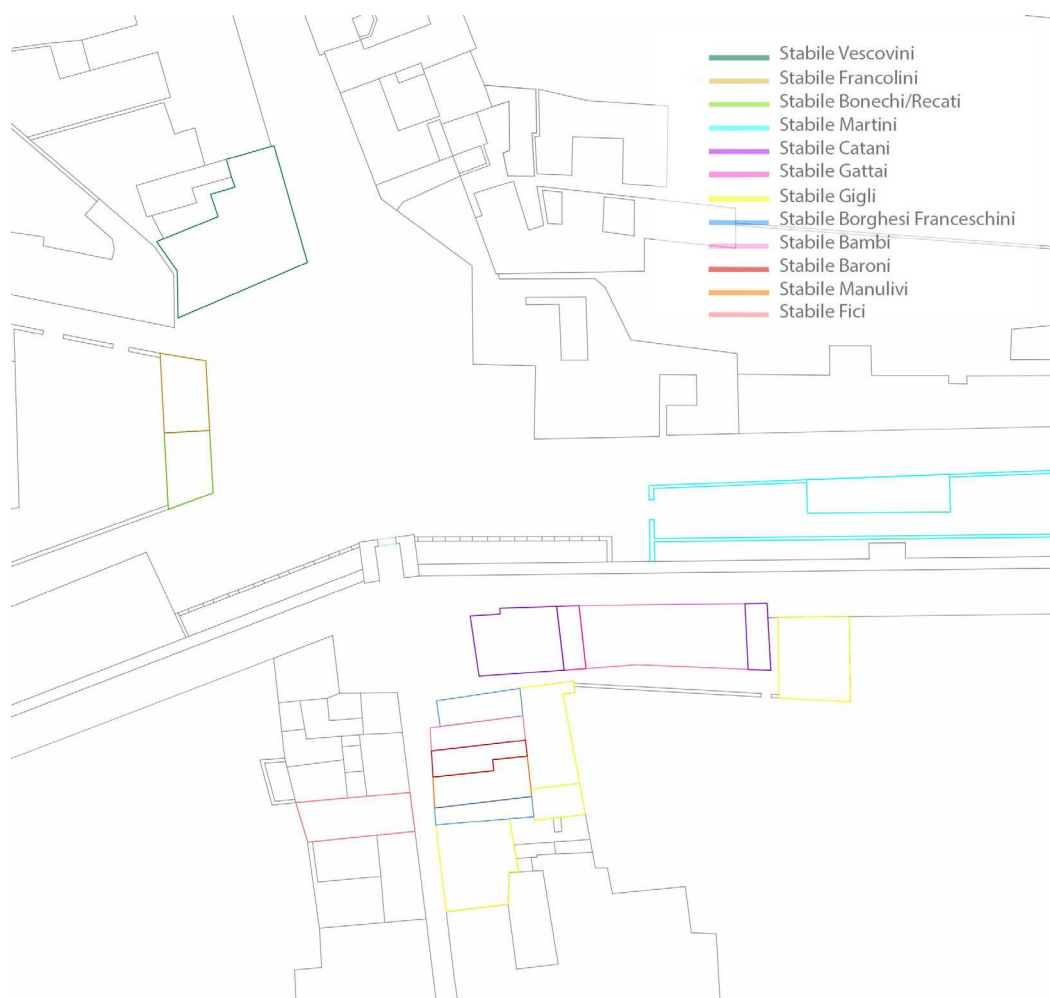 Stabile Vescovini
Stabile Francolini
Stabile Bonechi/Recati
Stabile Martini
Stabile Catani
Stabile Gattai
Stabile Gigli
Stabile Borghesi Franceschini
Stabile Bambi
Stabile Baroni
Stabile Manulivi
Stabile Fici